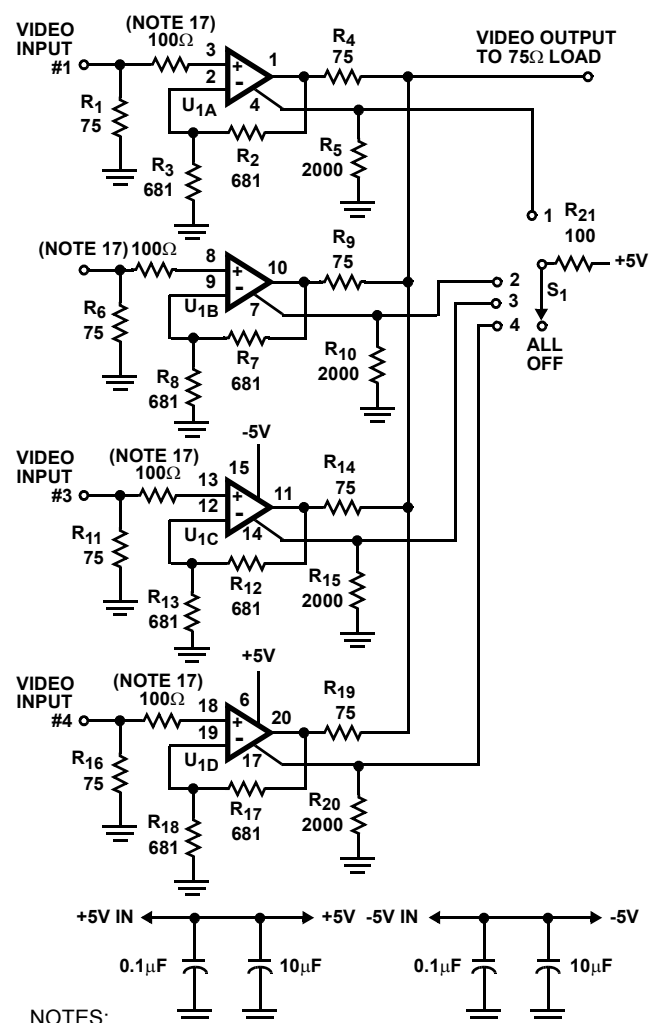 VIDEO INPUT #1
(NOTE 17)
100Ω
3
2
+
-
1
4
U1A
R1
75
R3
681
R2
681
R4
75
R5
2000
VIDEO OUTPUT
TO 75Ω LOAD
1
R21
100
+5V
2
3
4
S1
ALL
OFF
(NOTE 17) 100Ω
8
9
+
-
10
7
U1B
R6
75
R8
681
R7
681
R9
75
R10
2000
VIDEO
INPUT
#3
(NOTE 17)
100Ω
-5V
15
13
12
+
-
11
14
U1C
R11
75
R13
681
R12
681
R14
75
R15
2000
VIDEO
INPUT
#4
(NOTE 17)
100Ω
+5V
6
18
19
+
-
20
17
U1D
R16
75
R18
681
R17
681
R19
75
R20
2000
+5V IN
+5V
-5V IN
-5V
0.1μF
10μF
0.1μF
10μF
NOTES: